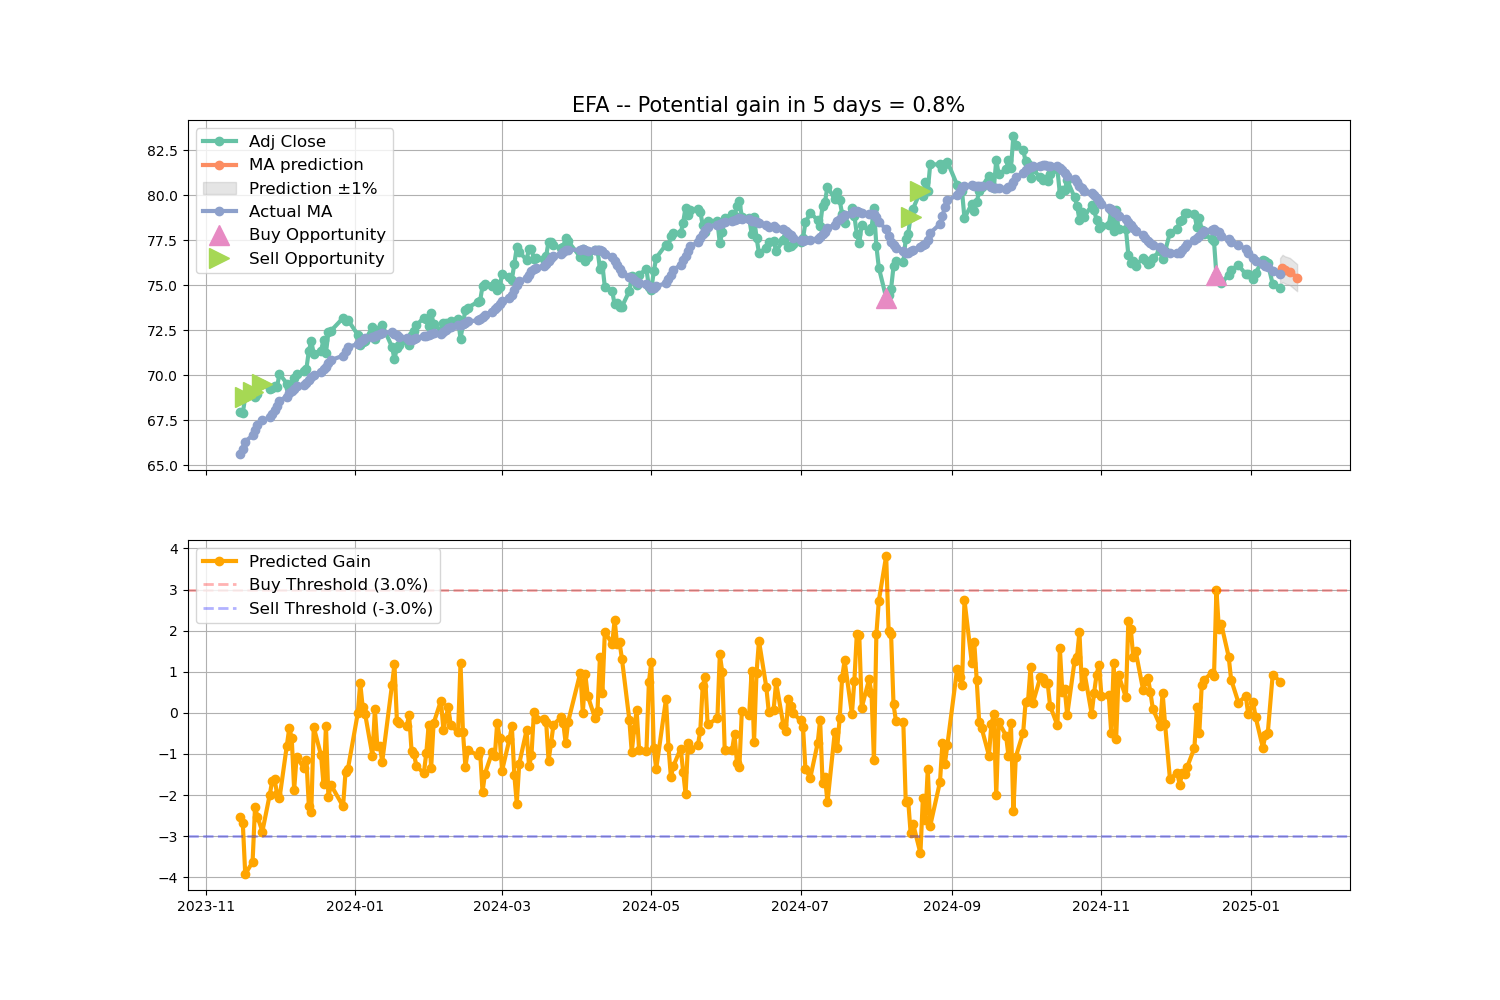 EFA -- Potential gain in 5 days = 0.8%
Adj Close
MA prediction
Prediction ±1%
Actual MA
Buy Opportunity
Sell Opportunity
82.5
80.0
77.5
75.0
72.5
70.0
67.5
65.0
Predicted Gain
Buy Threshold (3.0%)
Sell Threshold (-3.0%)
4
3
2
1
0
−1
−2
−3
−4
2023-11 2024-01 2024-03 2024-05 2024-07 2024-09 2024-11 2025-01